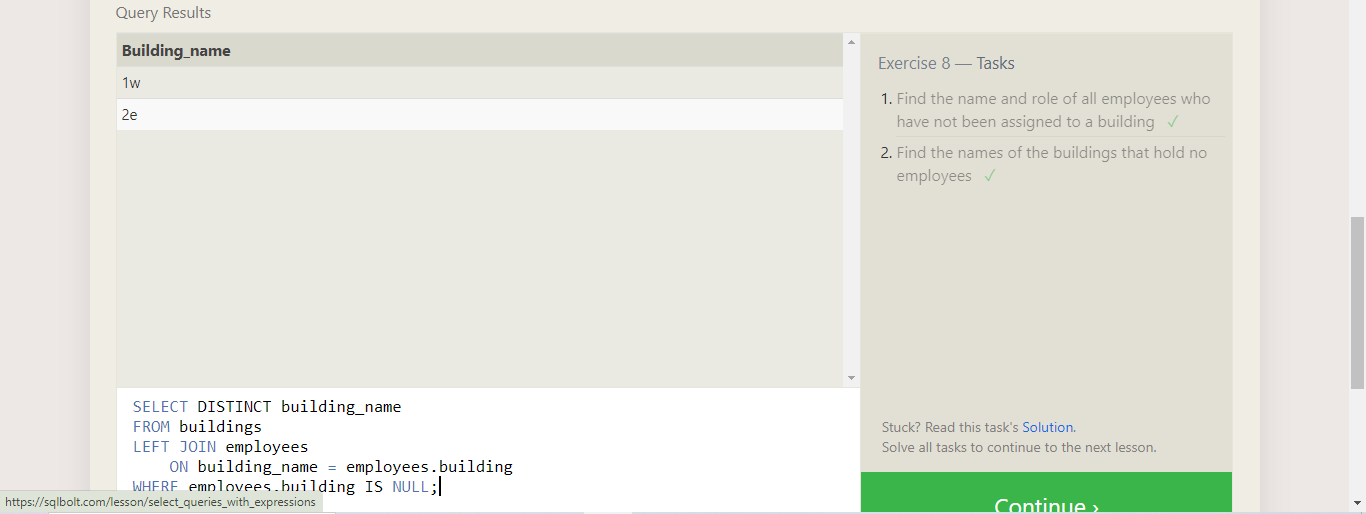 Query Results
Building_name
1w
2e
Exercise 8 — Tasks
1. Find the name and role of all employees who
have not been assigned to a building ✓
2. Find the names of the buildings that hold no
employees ✓
Stuck? Read this task's Solution.
Solve all tasks to continue to the next lesson.
Continue ›
SELECT DISTINCT building_name
FROM buildings
LEFT JOIN employees
ON building_name = employees.building
WHERE employees.building IS NULL;
https://sqlbolt.com/lesson/select_queries_with_expressions